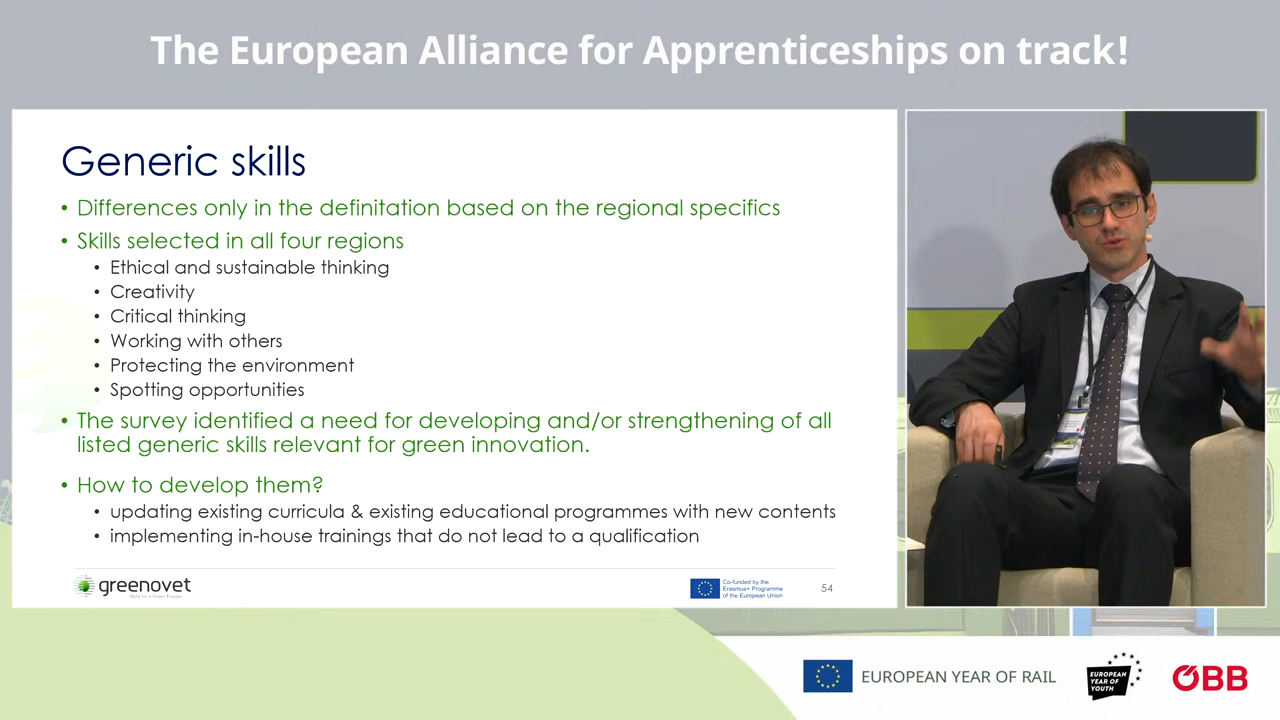 The European Alliance for Apprenticeships on track!
Generic skills
• Differences only in the definitation based on the regional specifics
• Skills selected in all four regions
• Ethical and sustainable thinking
• Creativity
• Critical thinking
• Working with others
• Protecting the environment
• Spotting opportunities
• The survey identified a need for developing and/or strengthening of all
listed generic skills relevant for green innovation.
• How to develop them?
• updating existing curricula & existing educational programmes with new contents
• implementing in-house trainings that do not lead to a qualification
greenovet
Skills for a Green Europe
Co-funded by the
Erasmus+ Programme
of the European Union
54
EUROPEAN YEAR OF RAIL
EUROPEAN
YEAR OF
YOUTH
ÖBB